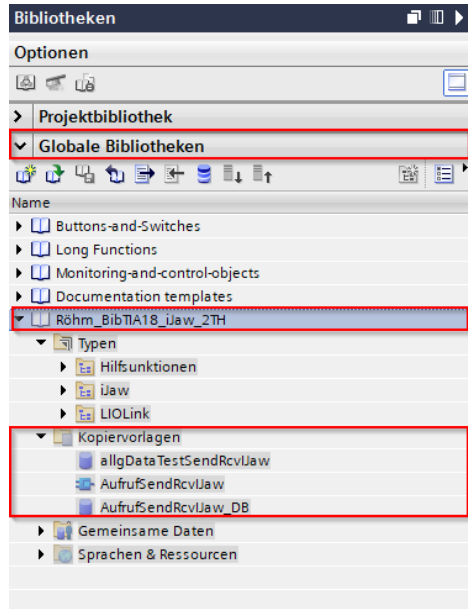 Bibliotheken
Optionen
Projektbibliothek
Globale Bibliotheken
Name
Buttons-and-Switches
Long Functions
Monitoring-and-control-objects
Documentation templates
Röhm_BibTIA18_iJaw_2TH
Typen
Hilfsunktionen
iJaw
LIOLink
Kopiervorlagen
allgDataTestSendRcvIJaw
AufrufSendRcvIJaw
AufrufSendRcvIJaw_DB
Gemeinsame Daten
Sprachen & Ressourcen